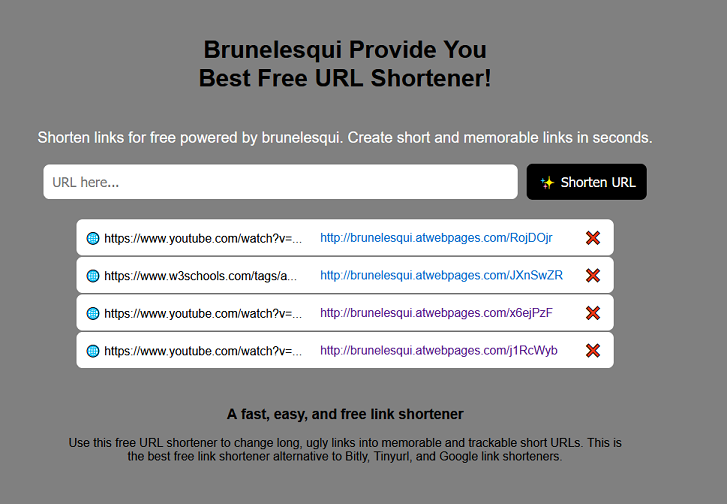 Brunelesqui Provide You
Best Free URL Shortener!
Shorten links for free powered by brunelesqui. Create short and memorable links in seconds.
URL here...
✨ Shorten URL
https://www.youtube.com/watch?v=... http://brunelesqui.atwebpages.com/RojDOjr
https://www.w3schools.com/tags/a... http://brunelesqui.atwebpages.com/JXnSwZR
https://www.youtube.com/watch?v=... http://brunelesqui.atwebpages.com/x6ejPzF
https://www.youtube.com/watch?v=... http://brunelesqui.atwebpages.com/j1RcWyb
A fast, easy, and free link shortener
Use this free URL shortener to change long, ugly links into memorable and trackable short URLs. This is
the best free link shortener alternative to Bitly, Tinyurl, and Google link shorteners.